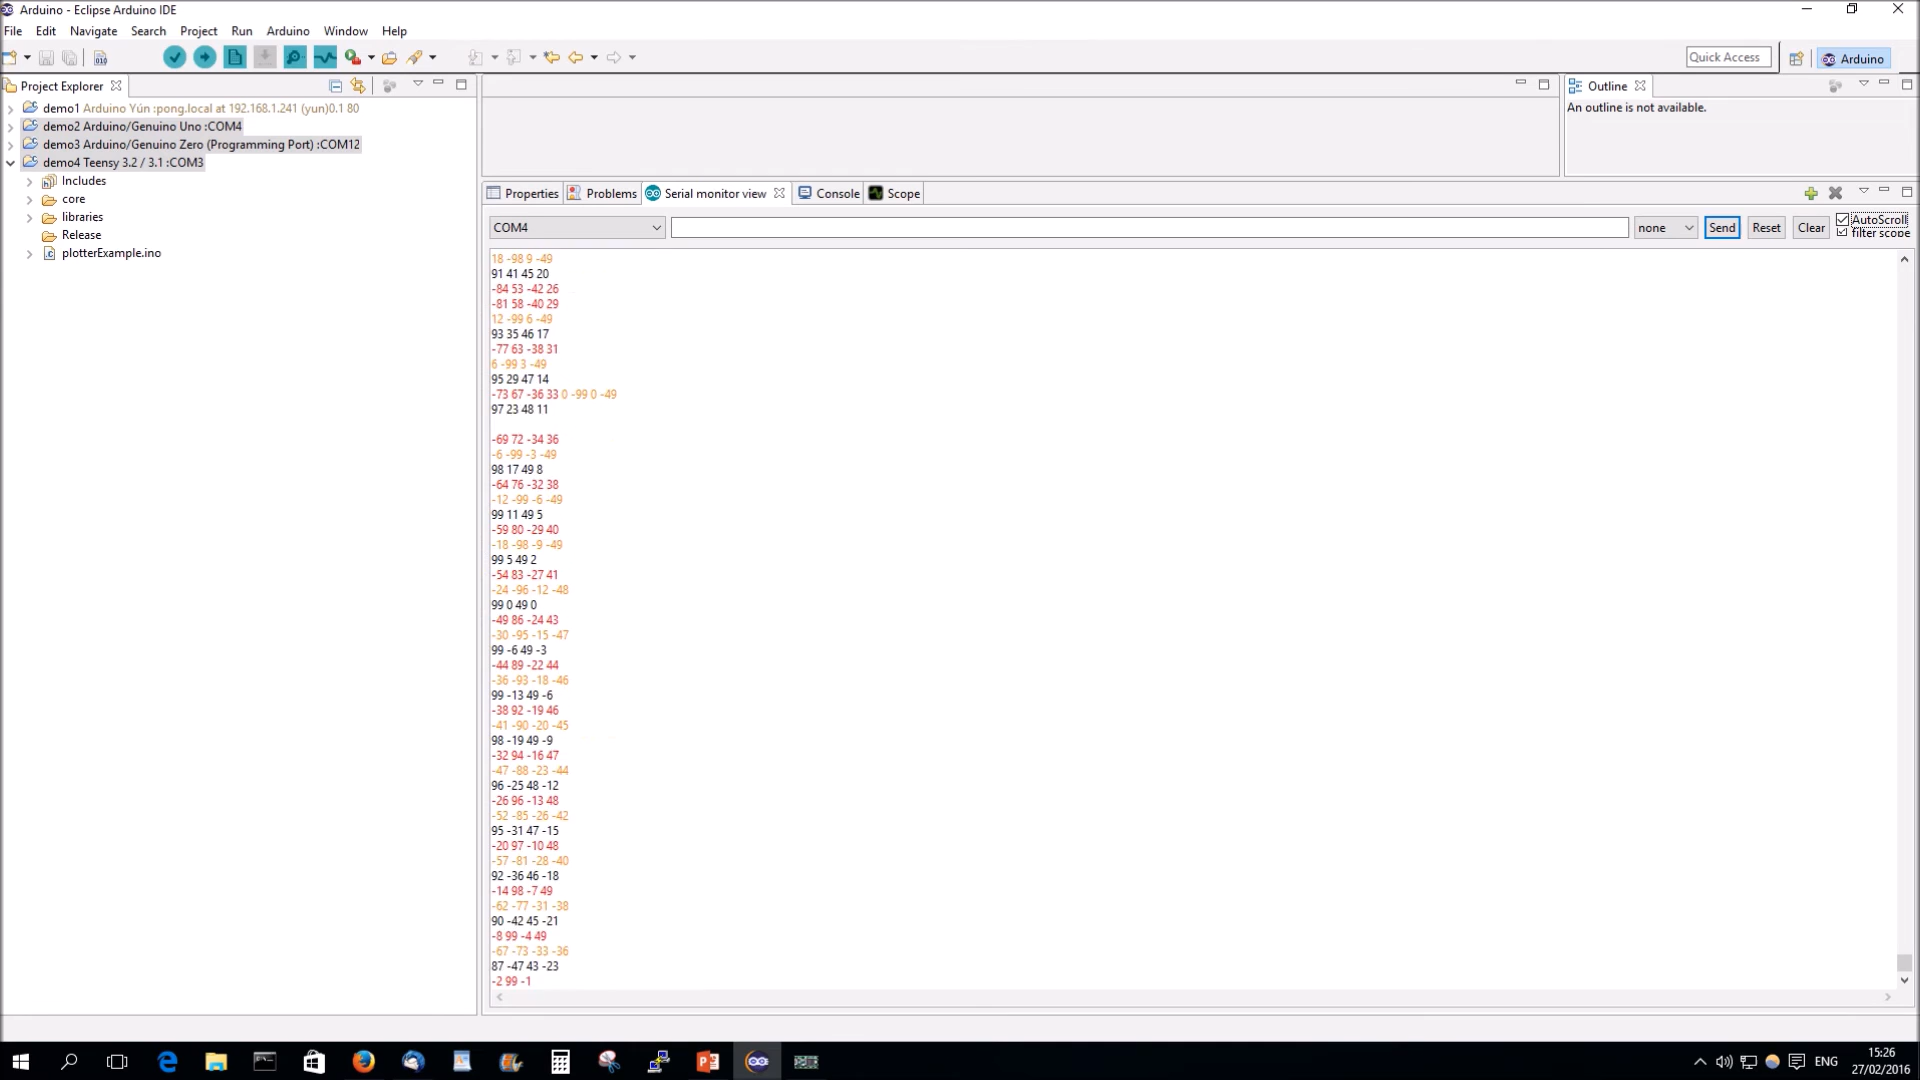 Arduino - Eclipse Arduino IDE
File Edit Navigate Search Project Run Arduino Window Help
Quick Access
Arduino
Project Explorer
demo1 Arduino Yún :pong.local at 192.168.1.241 (yun)0.1 80
demo2 Arduino/Genuino Uno :COM4
demo3 Arduino/Genuino Zero (Programming Port) :COM12
demo4 Teensy 3.2 / 3.1 :COM3
Includes
core
libraries
Release
plotterExample.ino
Outline
An outline is not available.
Properties Problems Serial monitor view Console Scope
COM4
none
Send
Reset
Clear
AutoScroll
filter scope
18 -98 9 -49
91 41 45 20
-84 53 -42 26
-81 58 -40 29
12 -99 6 -49
93 35 46 17
-77 63 -38 31
6 -99 3 -49
95 29 47 14
-73 67 -36 33 0 -99 0 -49
97 23 48 11
-69 72 -34 36
-6 -99 -3 -49
98 17 49 8
-64 76 -32 38
-12 -99 -6 -49
99 11 49 5
-59 80 -29 40
-18 -98 -9 -49
99 5 49 2
-54 83 -27 41
-24 -96 -12 -48
99 0 49 0
-49 86 -24 43
-30 -95 -15 -47
99 -6 49 -3
-44 89 -22 44
-36 -93 -18 -46
99 -13 49 -6
-38 92 -19 46
-41 -90 -20 -45
98 -19 49 -9
-32 94 -16 47
-47 -88 -23 -44
96 -25 48 -12
-26 96 -13 48
-52 -85 -26 -42
95 -31 47 -15
-20 97 -10 48
-57 -81 -28 -40
92 -36 46 -18
-14 98 -7 49
-62 -77 -31 -38
90 -42 45 -21
-8 99 -4 49
-67 -73 -33 -36
87 -47 43 -23
-2 99 -1
ENG
15:26
27/02/2016